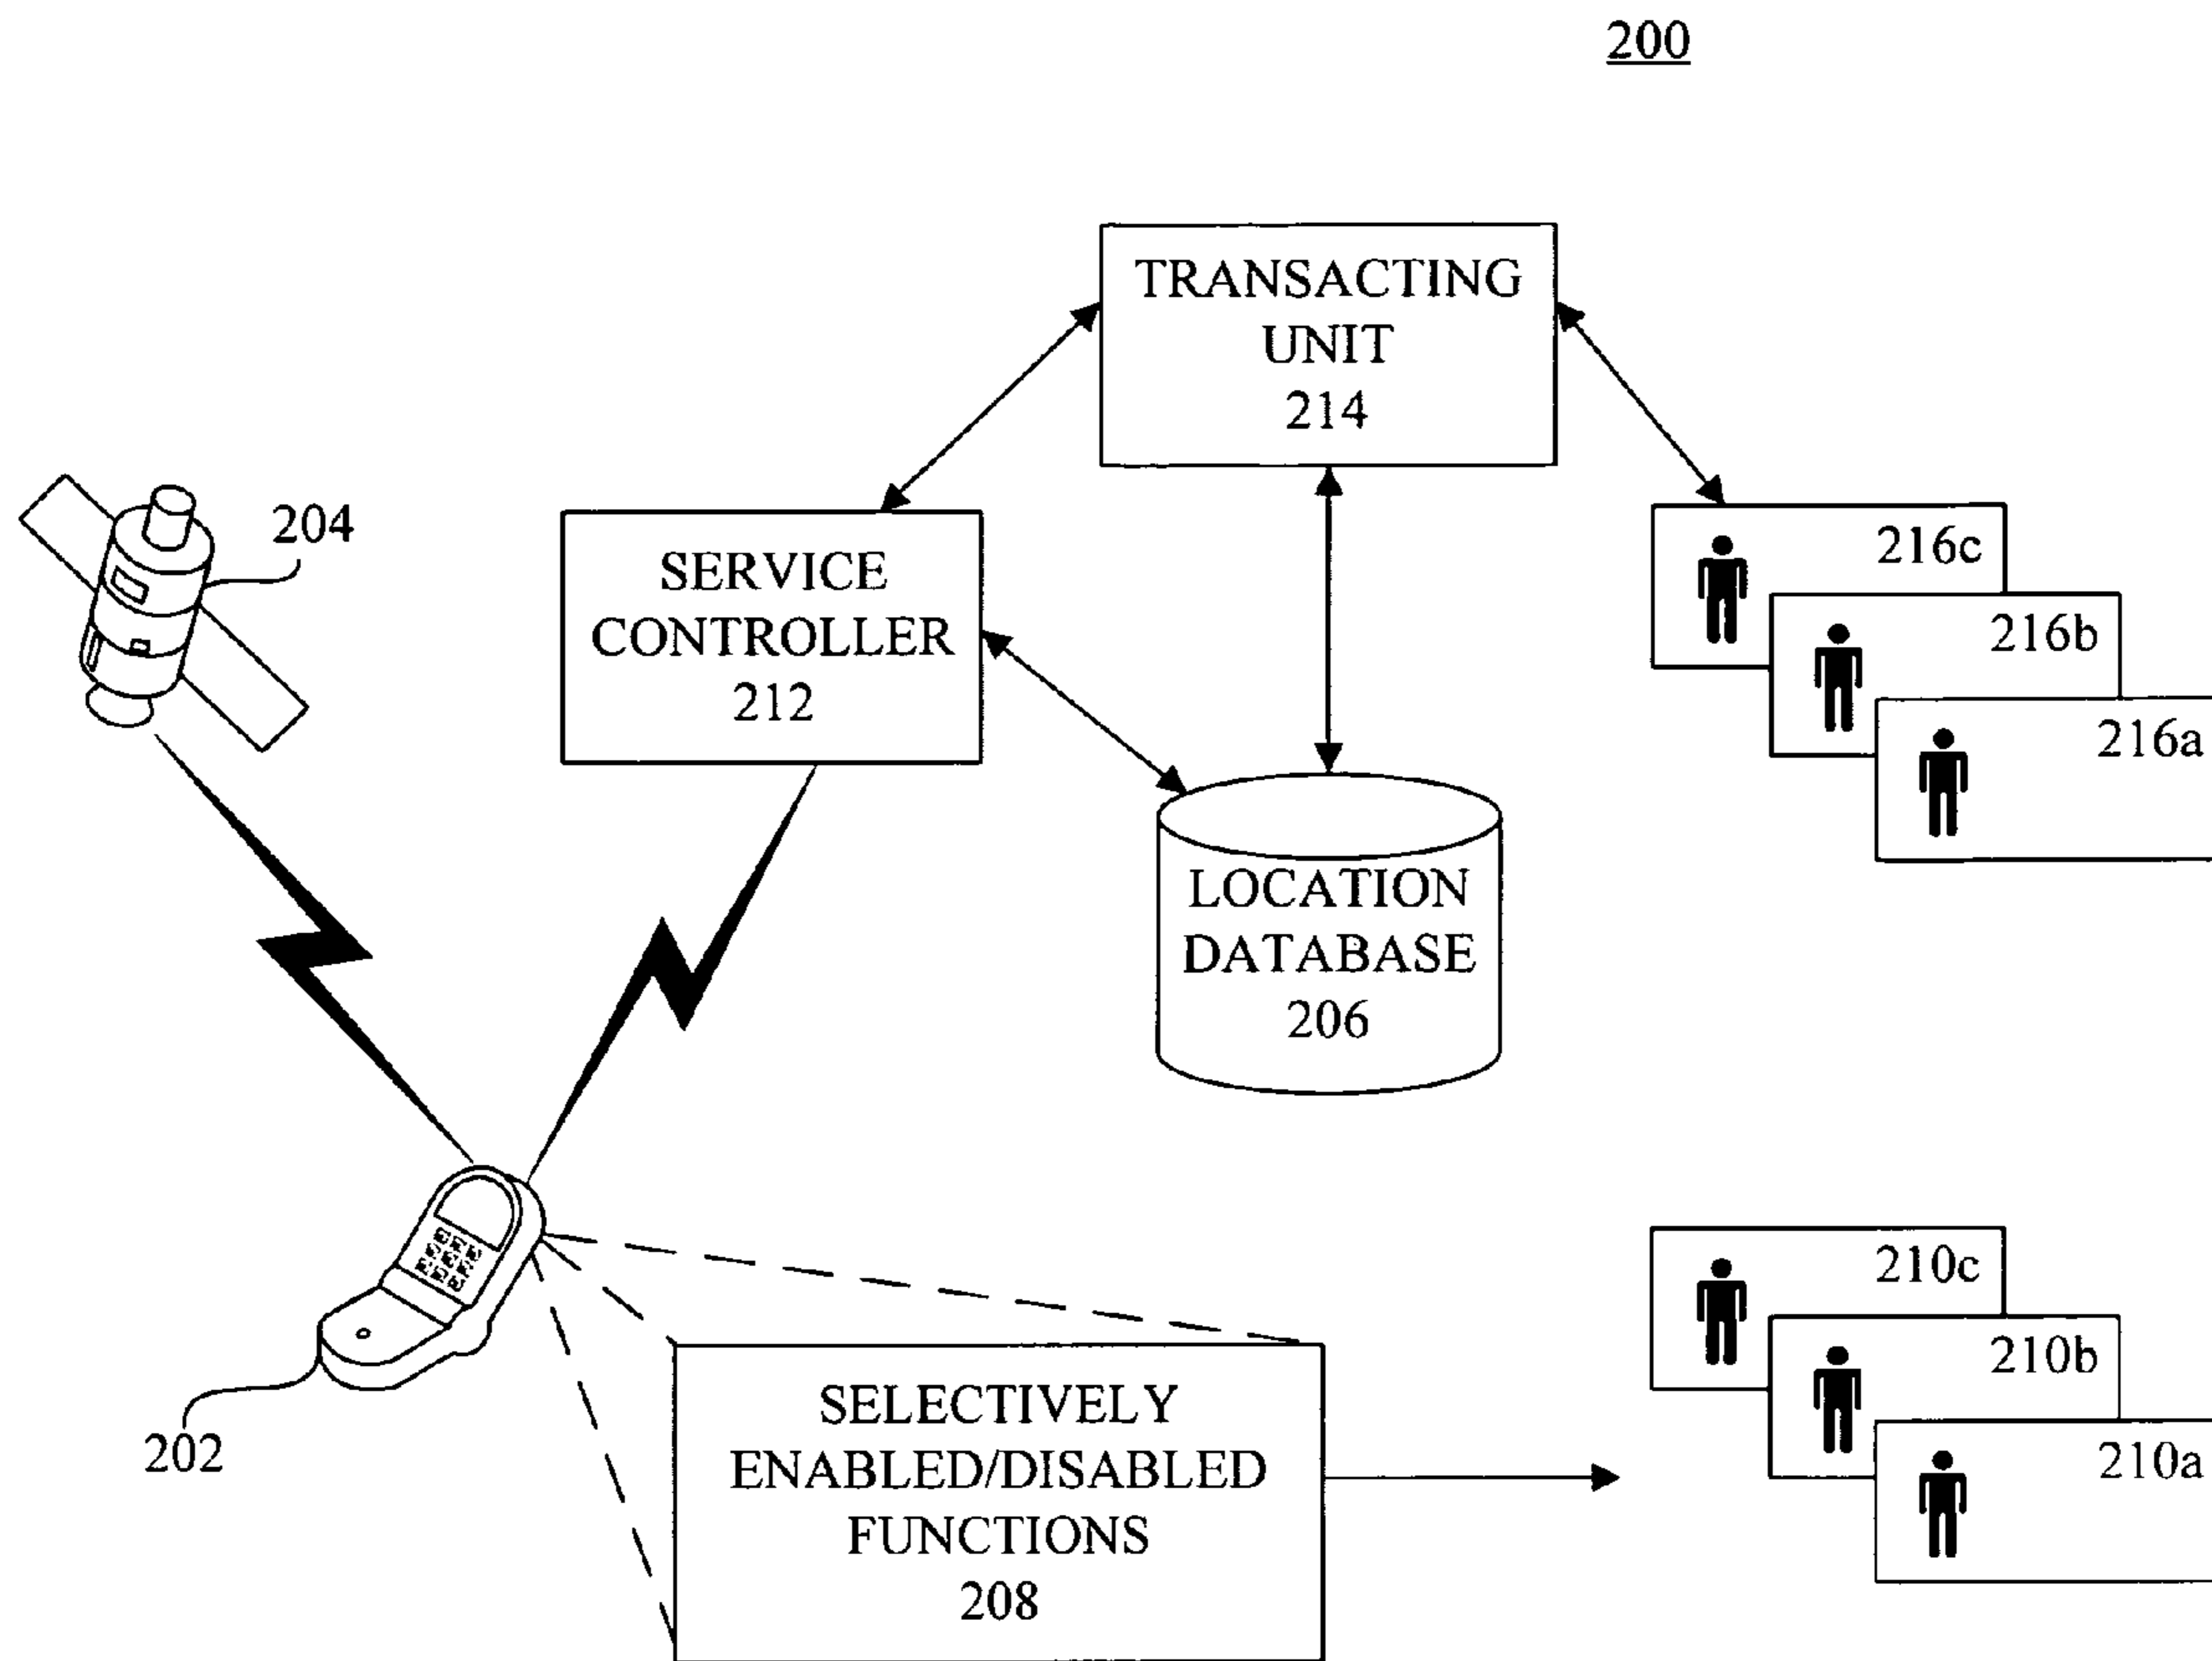 200
TRANSACTING
UNIT
214
204
SERVICE
CONTROLLER
212
216c
216b
216a
LOCATION
DATABASE
206
202
SELECTIVELY
ENABLED/DISABLED
FUNCTIONS
208
210c
210b
210a